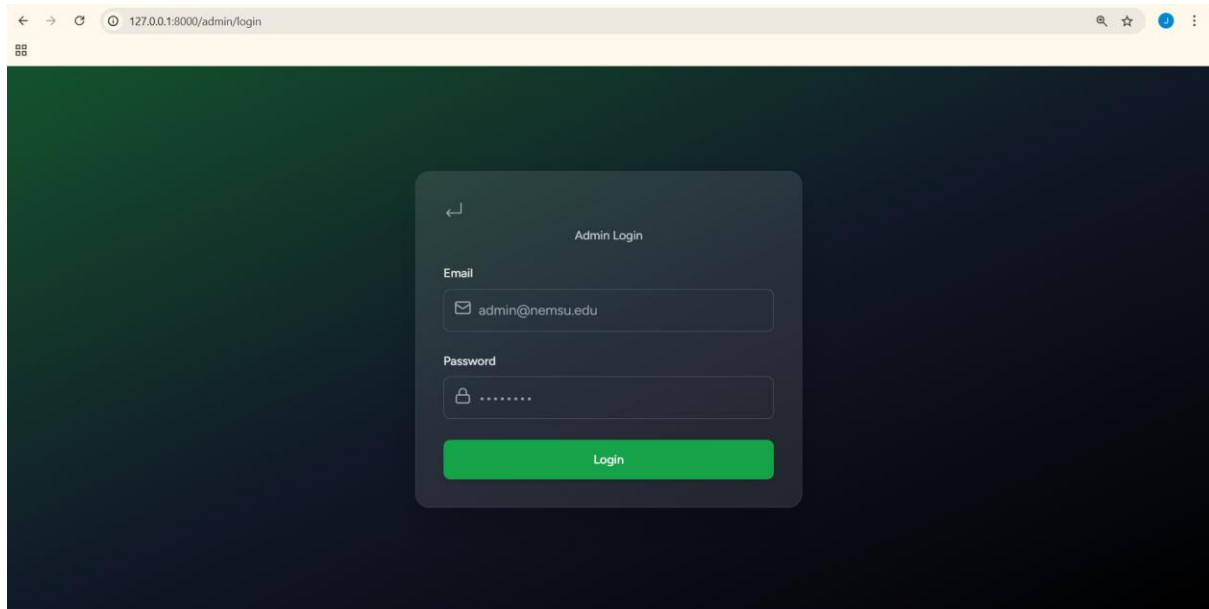 127.0.0.1:8000/admin/login
J
Admin Login
Email
admin@nemsu.edu
Password
••••••••
Login